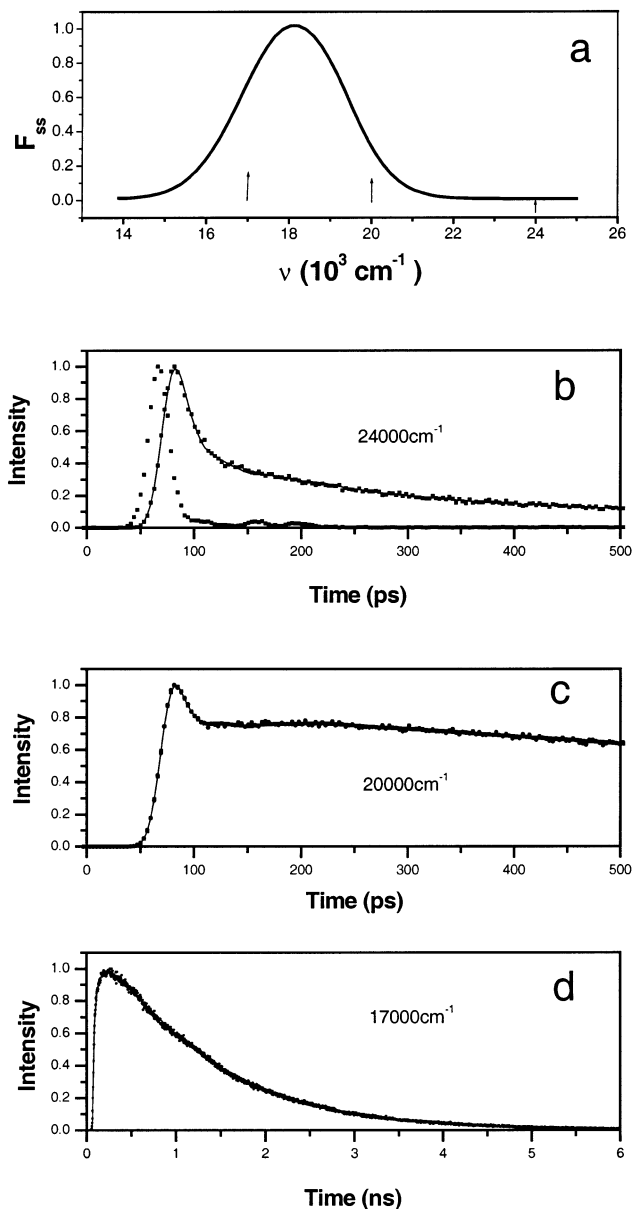 a
1.0
0.8
0.6
0.4
0.2
0.0
F_ss
14 16 18 20 22 24 26
ν (10³ cm⁻¹)
b
1.0
0.8
0.6
0.4
0.2
0.0
Intensity
24000cm⁻¹
0 100 200 300 400 500
Time (ps)
c
1.0
0.8
0.6
0.4
0.2
0.0
Intensity
20000cm⁻¹
0 100 200 300 400 500
Time (ps)
d
1.0
0.8
0.6
0.4
0.2
0.0
Intensity
17000cm⁻¹
0 1 2 3 4 5 6
Time (ns)